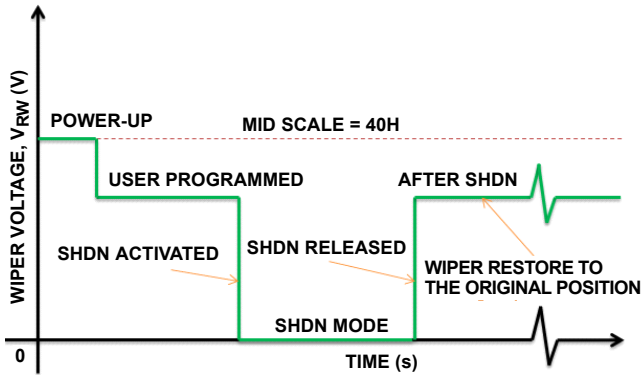 WIPER VOLTAGE, VRW (V)
POWER-UP
MID SCALE = 40H
USER PROGRAMMED
AFTER SHDN
SHDN ACTIVATED
SHDN RELEASED
WIPER RESTORE TO
THE ORIGINAL POSITION
SHDN MODE
0
TIME (s)